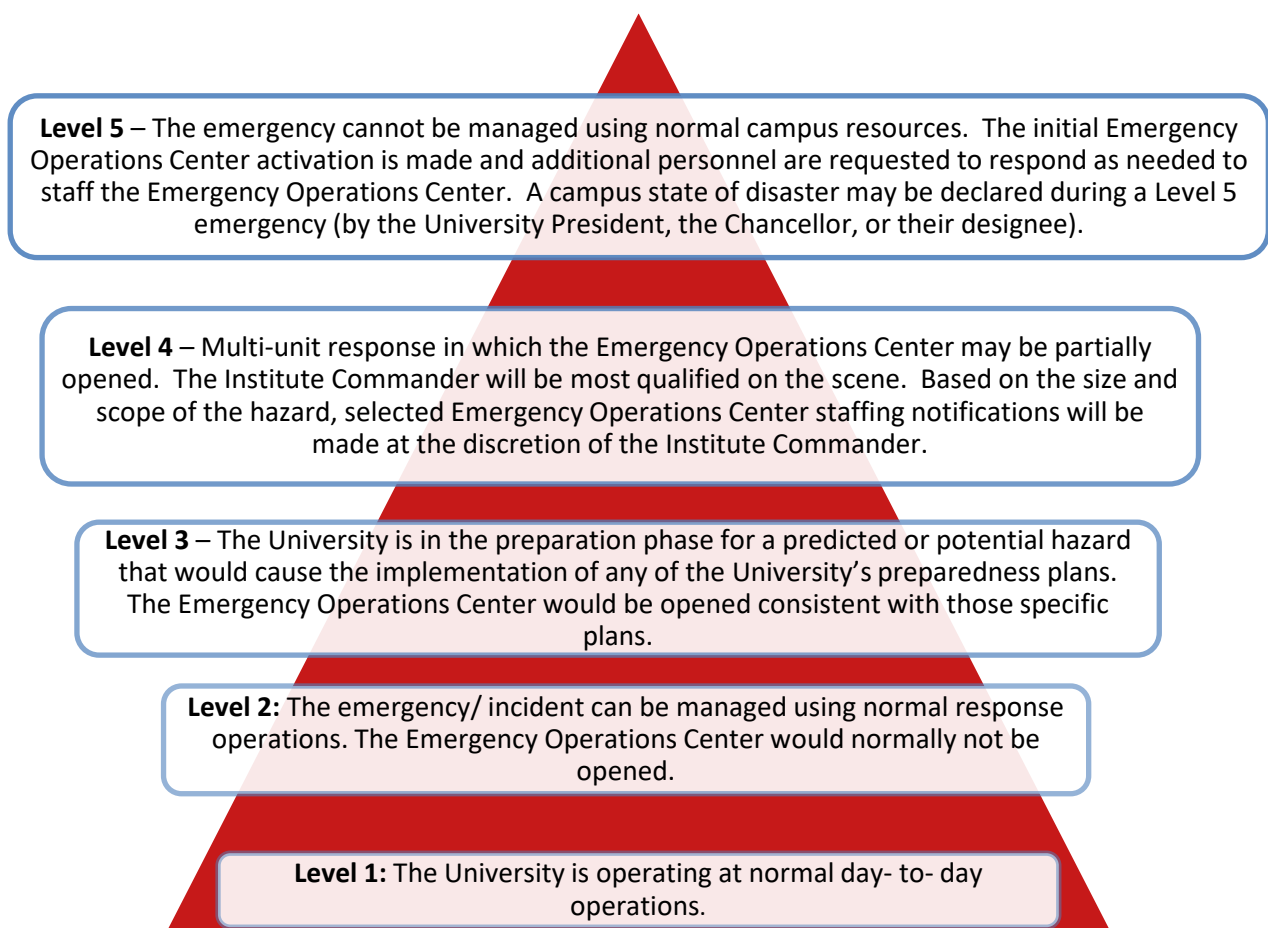 Level 5 – The emergency cannot be managed using normal campus resources.  The initial Emergency
Operations Center activation is made and additional personnel are requested to respond as needed to
staff the Emergency Operations Center.  A campus state of disaster may be declared during a Level 5
emergency (by the University President, the Chancellor, or their designee).
Level 4 – Multi-unit response in which the Emergency Operations Center may be partially
opened.  The Institute Commander will be most qualified on the scene.  Based on the size and
scope of the hazard, selected Emergency Operations Center staffing notifications will be
made at the discretion of the Institute Commander.
Level 3 – The University is in the preparation phase for a predicted or potential hazard
that would cause the implementation of any of the University’s preparedness plans.
The Emergency Operations Center would be opened consistent with those specific
plans.
Level 2: The emergency/ incident can be managed using normal response
operations. The Emergency Operations Center would normally not be
opened.
Level 1: The University is operating at normal day- to- day
operations.